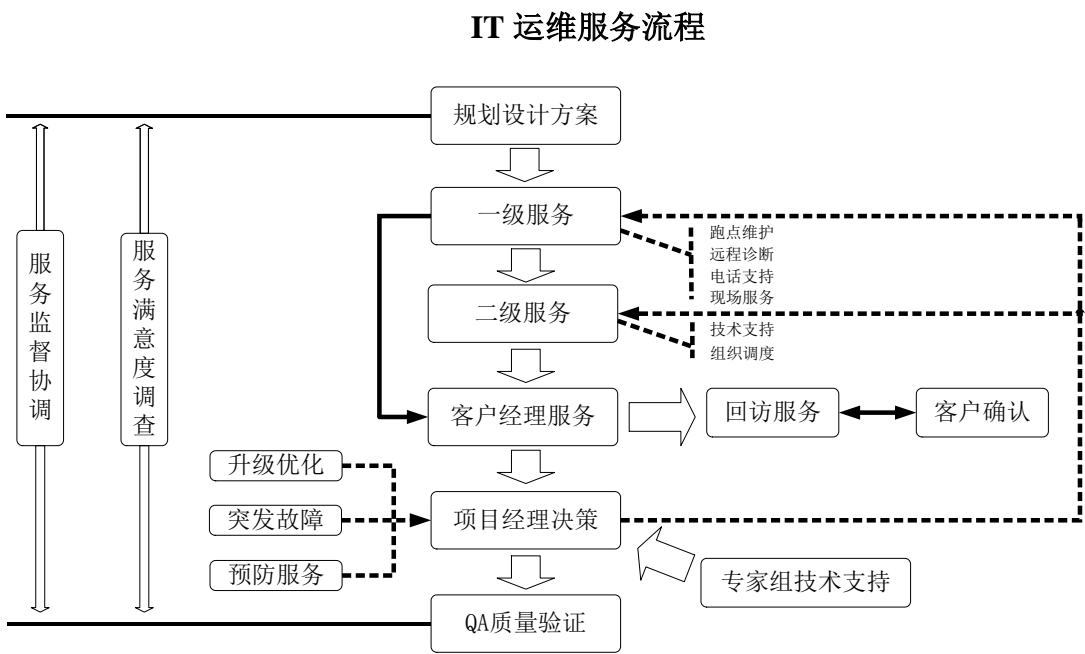 IT 运维服务流程
规划设计方案
一级服务
跑点维护
远程诊断
电话支持
现场服务
二级服务
技术支持
组织调度
服务监督协调
服务满意度调查
客户经理服务
回访服务
客户确认
升级优化
突发故障
预防服务
项目经理决策
专家组技术支持
QA质量验证